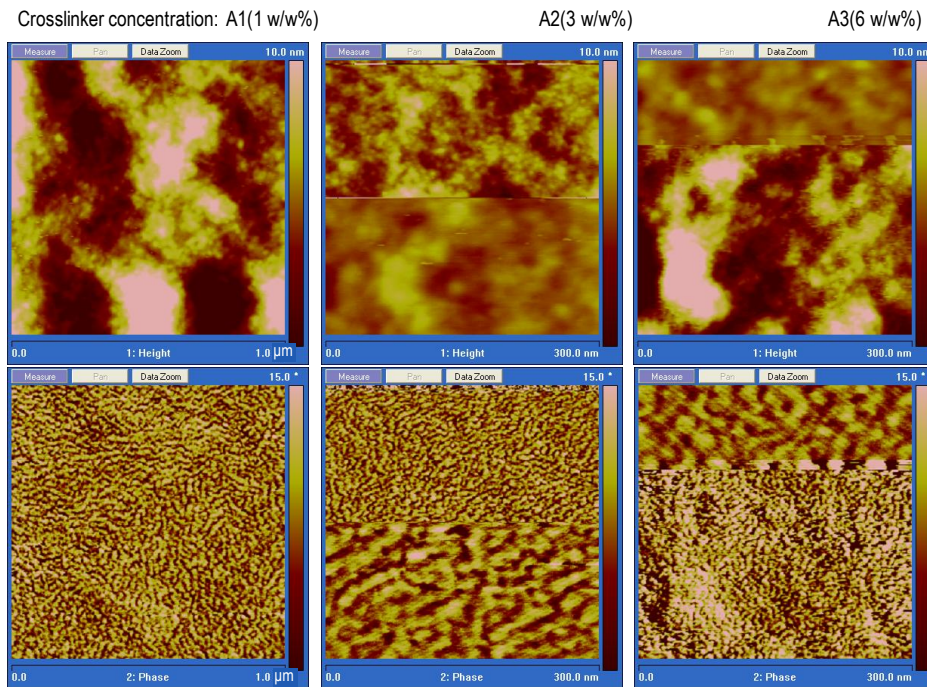 Crosslinker concentration: A1(1 w/w%) A2(3 w/w%) A3(6 w/w%)
Measure Pan Data Zoom 10.0 nm
Measure Pan Data Zoom 10.0 nm
Measure Pan Data Zoom 10.0 nm
0.0 1: Height 1.0 µm
0.0 1: Height 300.0 nm
0.0 1: Height 300.0 nm
Measure Pan Data Zoom 15.0 °
Measure Pan Data Zoom 15.0 °
Measure Pan Data Zoom 15.0 °
0.0 2: Phase 1.0 µm
0.0 2: Phase 300.0 nm
0.0 2: Phase 300.0 nm